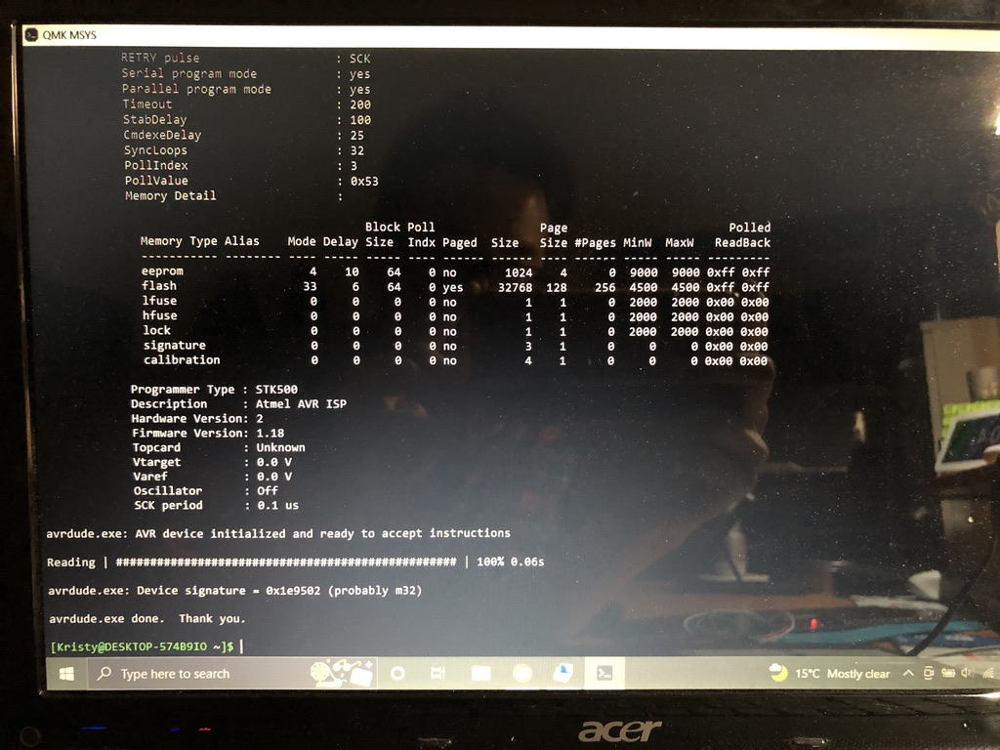 QMK MSYS
RETRY pulse : SCK
Serial program mode : yes
Parallel program mode : yes
Timeout : 200
StabDelay : 100
CmdexeDelay : 25
SyncLoops : 32
PollIndex : 3
PollValue : 0x53
Memory Detail :
Block Poll Page Polled
Memory Type Alias Mode Delay Size Indx Paged Size Size #Pages MinW MaxW ReadBack
----------- -------- ---- ----- ----- ---- ------ ------ ---- ------ ----- ----- ---------
eeprom 4 10 64 0 no 1024 4 0 9000 9000 0xff 0xff
flash 33 6 64 0 yes 32768 128 256 4500 4500 0xff 0xff
lfuse 0 0 0 0 no 1 1 0 2000 2000 0x00 0x00
hfuse 0 0 0 0 no 1 1 0 2000 2000 0x00 0x00
lock 0 0 0 0 no 1 1 0 2000 2000 0x00 0x00
signature 0 0 0 0 no 3 1 0 0 0 0x00 0x00
calibration 0 0 0 0 no 4 1 0 0 0 0x00 0x00
Programmer Type : STK500
Description : Atmel AVR ISP
Hardware Version: 2
Firmware Version: 1.18
Topcard : Unknown
Vtarget : 0.0 V
Varef : 0.0 V
Oscillator : Off
SCK period : 0.1 us
avrdude.exe: AVR device initialized and ready to accept instructions
Reading | ################################################## | 100% 0.06s
avrdude.exe: Device signature = 0x1e9502 (probably m32)
avrdude.exe done. Thank you.
[Kristy@DESKTOP-574B9IO ~]$
Type here to search
15°C Mostly clear
acer